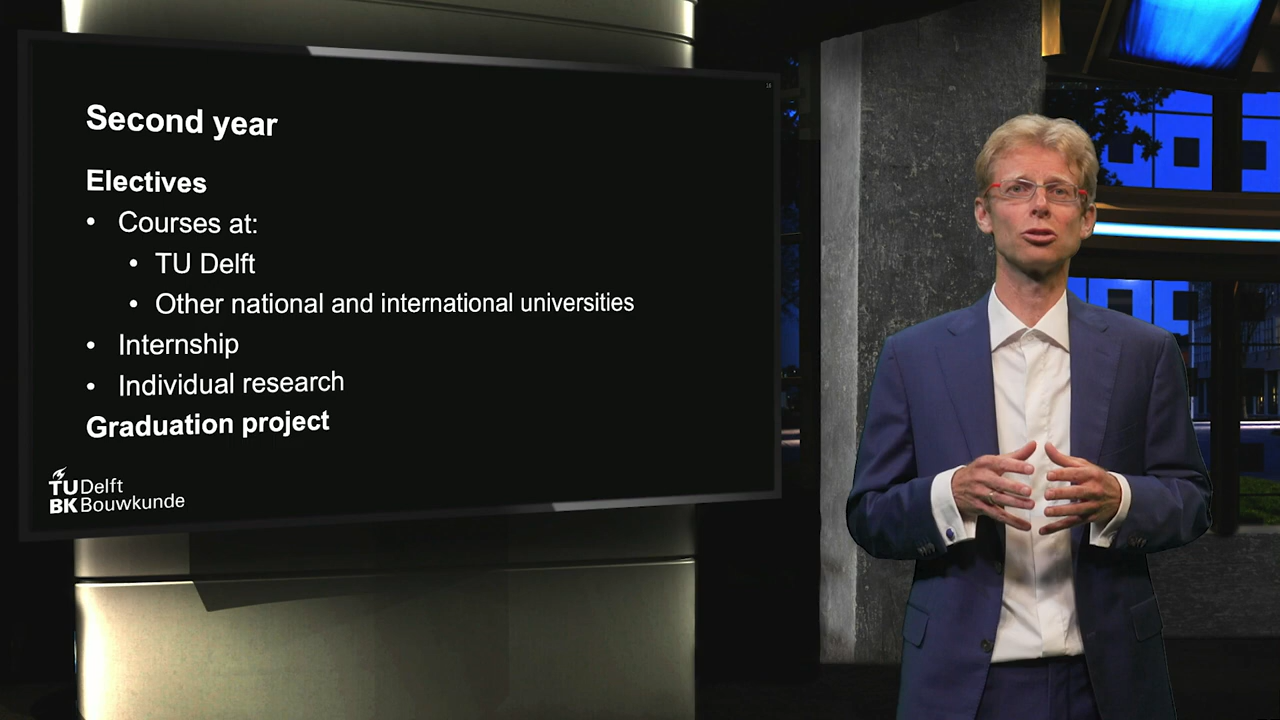 Second year
Electives
• Courses at:
• TU Delft
• Other national and international universities
• Internship
• Individual research
Graduation project
TU Delft
BK Bouwkunde